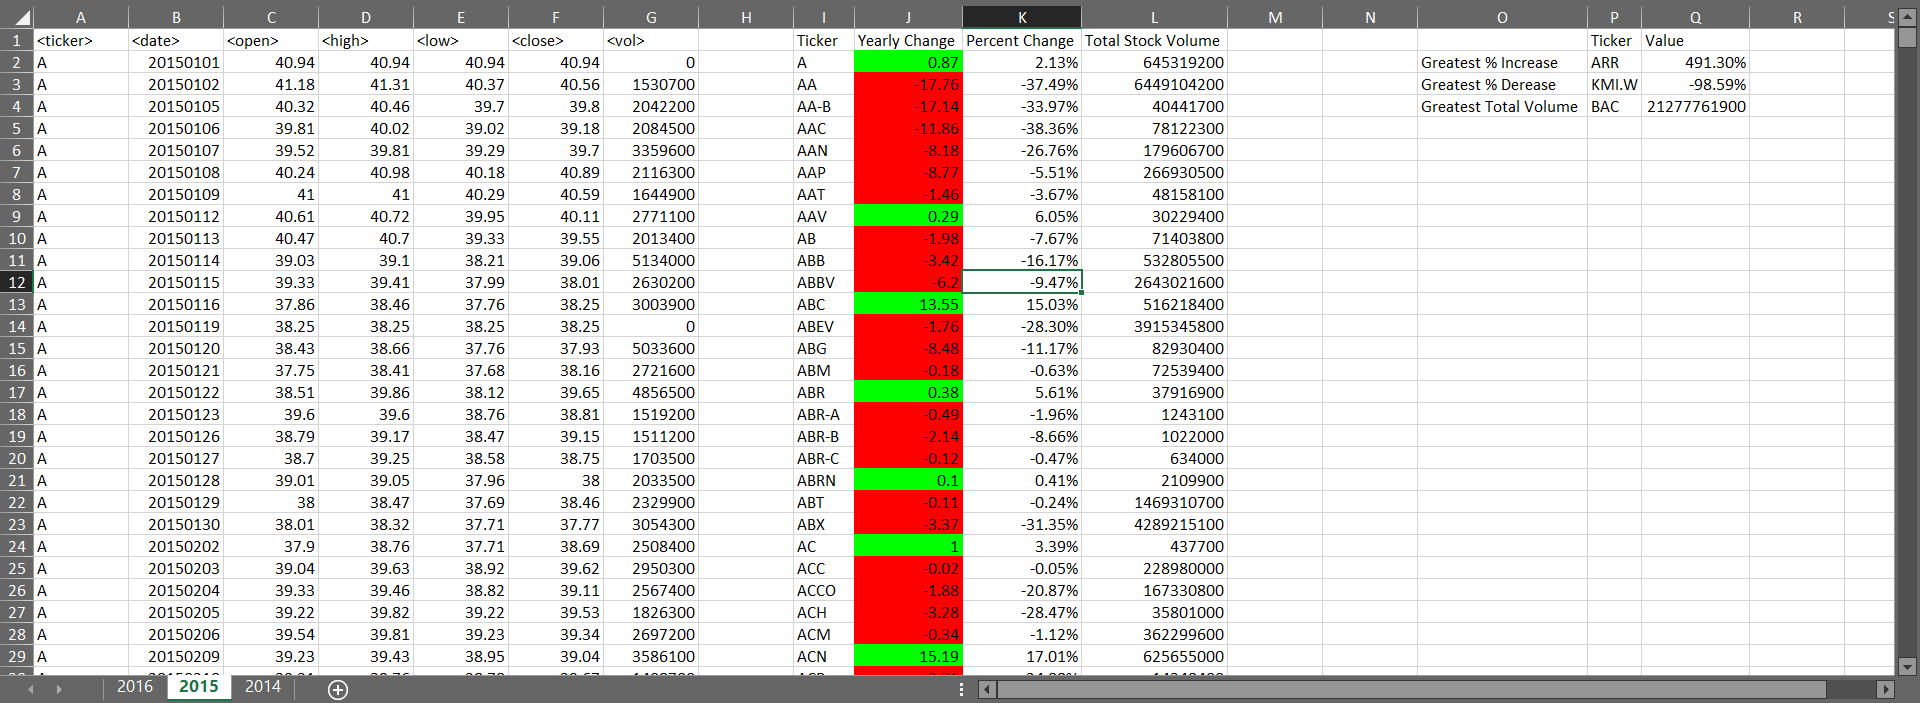 A B C D E F G H I J K L M N O P Q R S
1 <ticker> <date> <open> <high> <low> <close> <vol> Ticker Yearly Change Percent Change Total Stock Volume Ticker Value
2 A 20150101 40.94 40.94 40.94 40.94 0 A 0.87 2.13% 645319200 Greatest % Increase ARR 491.30%
3 A 20150102 41.18 41.31 40.37 40.56 1530700 AA -17.76 -37.49% 6449104200 Greatest % Derease KMI.W -98.59%
4 A 20150105 40.32 40.46 39.7 39.8 2042200 AA-B -17.14 -33.97% 40441700 Greatest Total Volume BAC 21277761900
5 A 20150106 39.81 40.02 39.02 39.18 2084500 AAC -11.86 -38.36% 78122300
6 A 20150107 39.52 39.81 39.29 39.7 3359600 AAN -8.18 -26.76% 179606700
7 A 20150108 40.24 40.98 40.18 40.89 2116300 AAP -8.77 -5.51% 266930500
8 A 20150109 41 41 40.29 40.59 1644900 AAT -1.46 -3.67% 48158100
9 A 20150112 40.61 40.72 39.95 40.11 2771100 AAV 0.29 6.05% 30229400
10 A 20150113 40.47 40.7 39.33 39.55 2013400 AB -1.98 -7.67% 71403800
11 A 20150114 39.03 39.1 38.21 39.06 5134000 ABB -3.42 -16.17% 532805500
12 A 20150115 39.33 39.41 37.99 38.01 2630200 ABBV -6.2 -9.47% 2643021600
13 A 20150116 37.86 38.46 37.76 38.25 3003900 ABC 13.55 15.03% 516218400
14 A 20150119 38.25 38.25 38.25 38.25 0 ABEV -1.76 -28.30% 3915345800
15 A 20150120 38.43 38.66 37.76 37.93 5033600 ABG -8.48 -11.17% 82930400
16 A 20150121 37.75 38.41 37.68 38.16 2721600 ABM -0.18 -0.63% 72539400
17 A 20150122 38.51 39.86 38.12 39.65 4856500 ABR 0.38 5.61% 37916900
18 A 20150123 39.6 39.6 38.76 38.81 1519200 ABR-A -0.49 -1.96% 1243100
19 A 20150126 38.79 39.17 38.47 39.15 1511200 ABR-B -2.14 -8.66% 1022000
20 A 20150127 38.7 39.25 38.58 38.75 1703500 ABR-C -0.12 -0.47% 634000
21 A 20150128 39.01 39.05 37.96 38 2033500 ABRN 0.1 0.41% 2109900
22 A 20150129 38 38.47 37.69 38.46 2329900 ABT -0.11 -0.24% 1469310700
23 A 20150130 38.01 38.32 37.71 37.77 3054300 ABX -3.37 -31.35% 4289215100
24 A 20150202 37.9 38.76 37.71 38.69 2508400 AC 1 3.39% 437700
25 A 20150203 39.04 39.63 38.92 39.62 2950300 ACC -0.02 -0.05% 228980000
26 A 20150204 39.33 39.46 38.82 39.11 2567400 ACCO -1.88 -20.87% 167330800
27 A 20150205 39.22 39.82 39.22 39.53 1826300 ACH -3.28 -28.47% 35801000
28 A 20150206 39.54 39.81 39.23 39.34 2697200 ACM -0.34 -1.12% 362299600
29 A 20150209 39.23 39.43 38.95 39.04 3586100 ACN 15.19 17.01% 625655000
2016 2015 2014